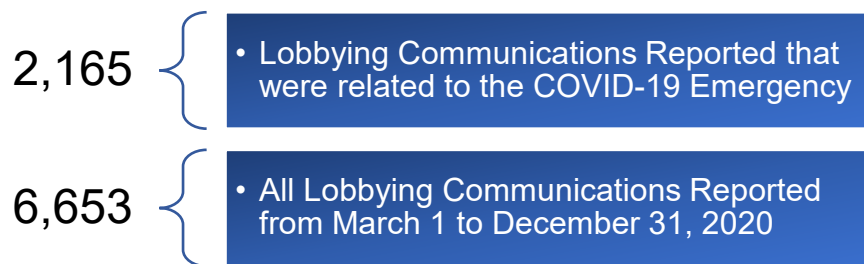 2,165
• Lobbying Communications Reported that
were related to the COVID-19 Emergency
6,653
• All Lobbying Communications Reported
from March 1 to December 31, 2020